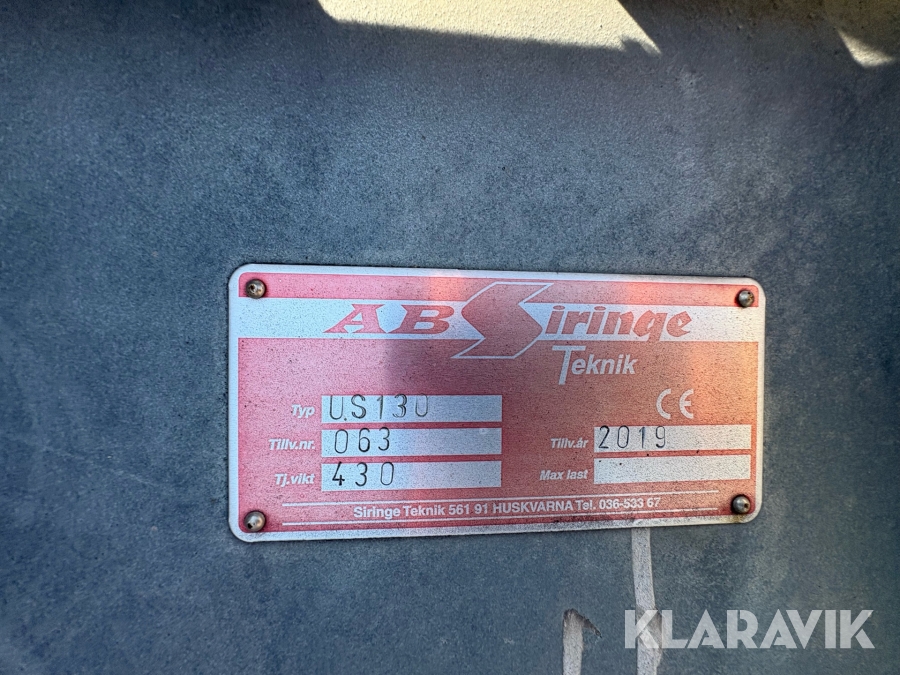 AB Siringe
Teknik
CE
Typ US130
Tillv.nr. 063 Tillv.år 2019
Tj.vikt 430 Max last
Siringe Teknik 561 91 HUSKVARNA Tel. 036-533 67
KLARAVIK